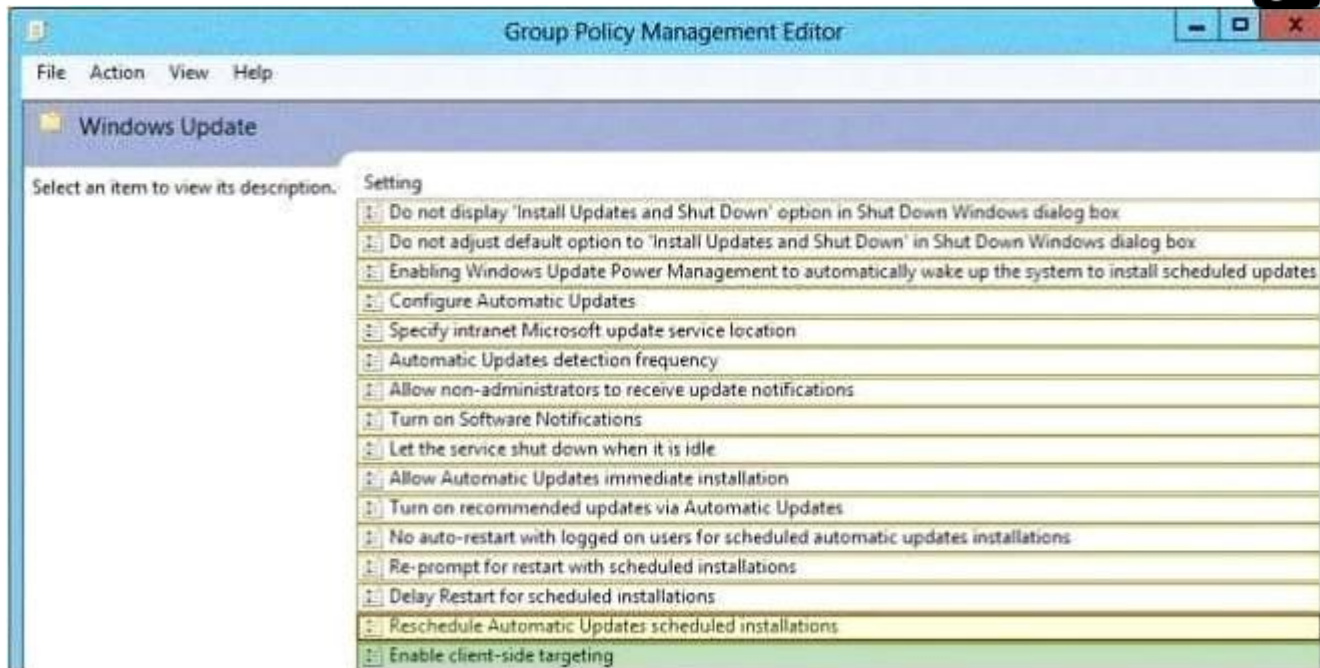 Group Policy Management Editor
File Action View Help
Windows Update
Select an item to view its description.
Setting
Do not display 'Install Updates and Shut Down' option in Shut Down Windows dialog box
Do not adjust default option to 'Install Updates and Shut Down' in Shut Down Windows dialog box
Enabling Windows Update Power Management to automatically wake up the system to install scheduled updates
Configure Automatic Updates
Specify intranet Microsoft update service location
Automatic Updates detection frequency
Allow non-administrators to receive update notifications
Turn on Software Notifications
Let the service shut down when it is idle
Allow Automatic Updates immediate installation
Turn on recommended updates via Automatic Updates
No auto-restart with logged on users for scheduled automatic updates installations
Re-prompt for restart with scheduled installations
Delay Restart for scheduled installations
Reschedule Automatic Updates scheduled installations
Enable client-side targeting